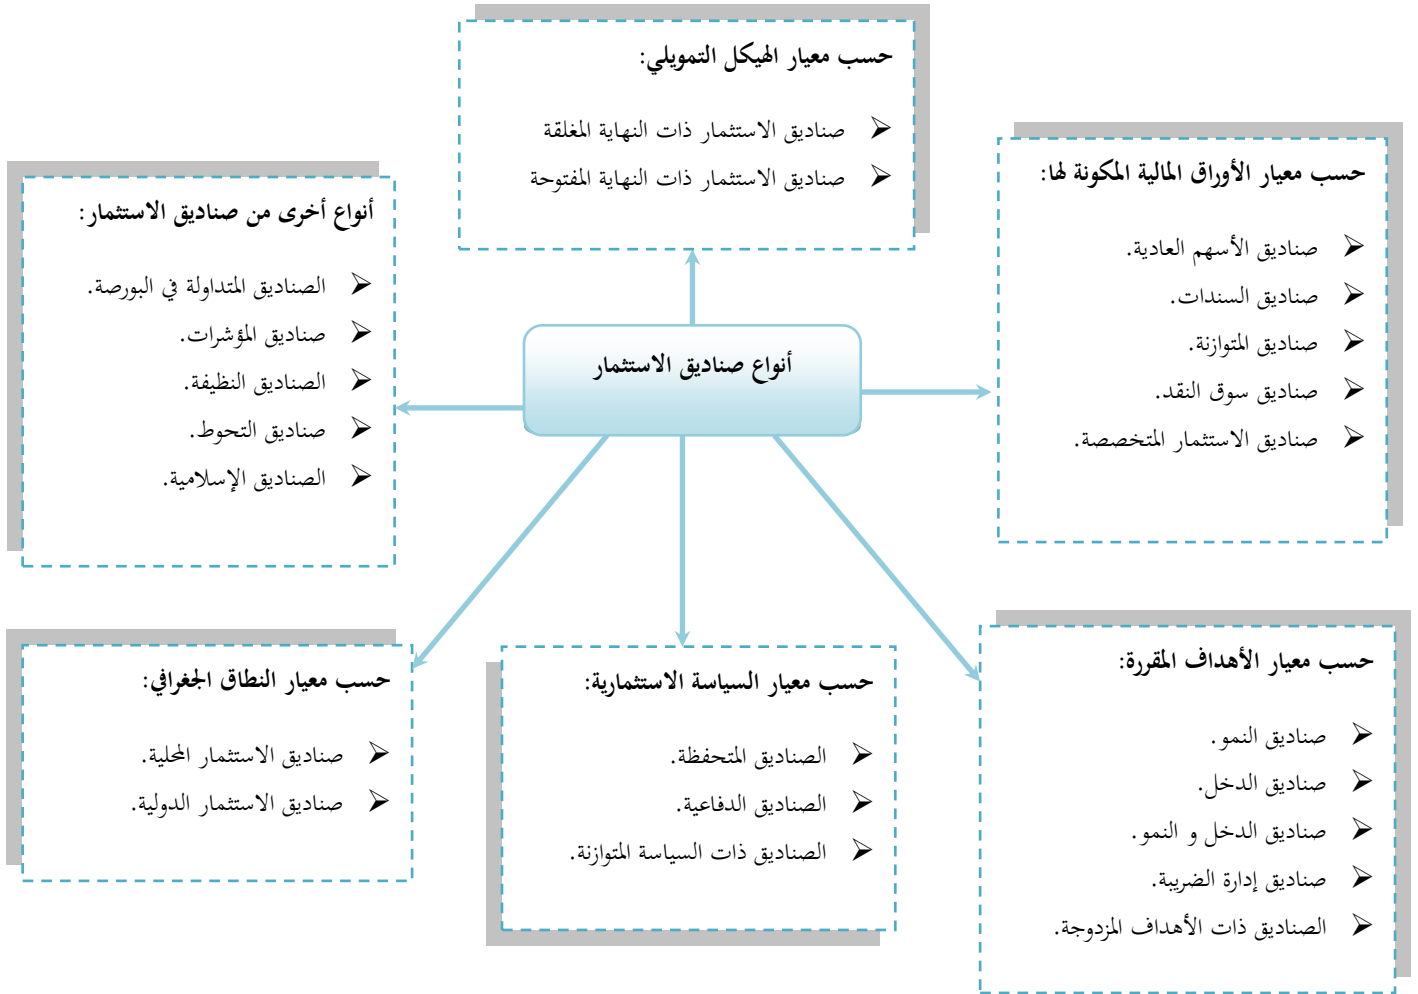 حسب معيار الهيكل التمويلي:
صناديق الاستثمار ذات النهاية المغلقة
صناديق الاستثمار ذات النهاية المفتوحة
حسب معيار الأوراق المالية المكونة لها:
صناديق الأسهم العادية.
صناديق السندات.
صناديق المتوازنة.
صناديق سوق النقد.
صناديق الاستثمار المتخصصة.
أنواع أخرى من صناديق الاستثمار:
الصناديق المتداولة في البورصة.
صناديق المؤشرات.
الصناديق النظيفة.
صناديق التحوط.
الصناديق الإسلامية.
أنواع صناديق الاستثمار
حسب معيار الأهداف المقررة:
صناديق النمو.
صناديق الدخل.
صناديق الدخل و النمو.
صناديق إدارة الضريبة.
الصناديق ذات الأهداف المزدوجة.
حسب معيار السياسة الاستثمارية:
الصناديق المتحفظة.
الصناديق الدفاعية.
الصناديق ذات السياسة المتوازنة.
حسب معيار النطاق الجغرافي:
صناديق الاستثمار المحلية.
صناديق الاستثمار الدولية.